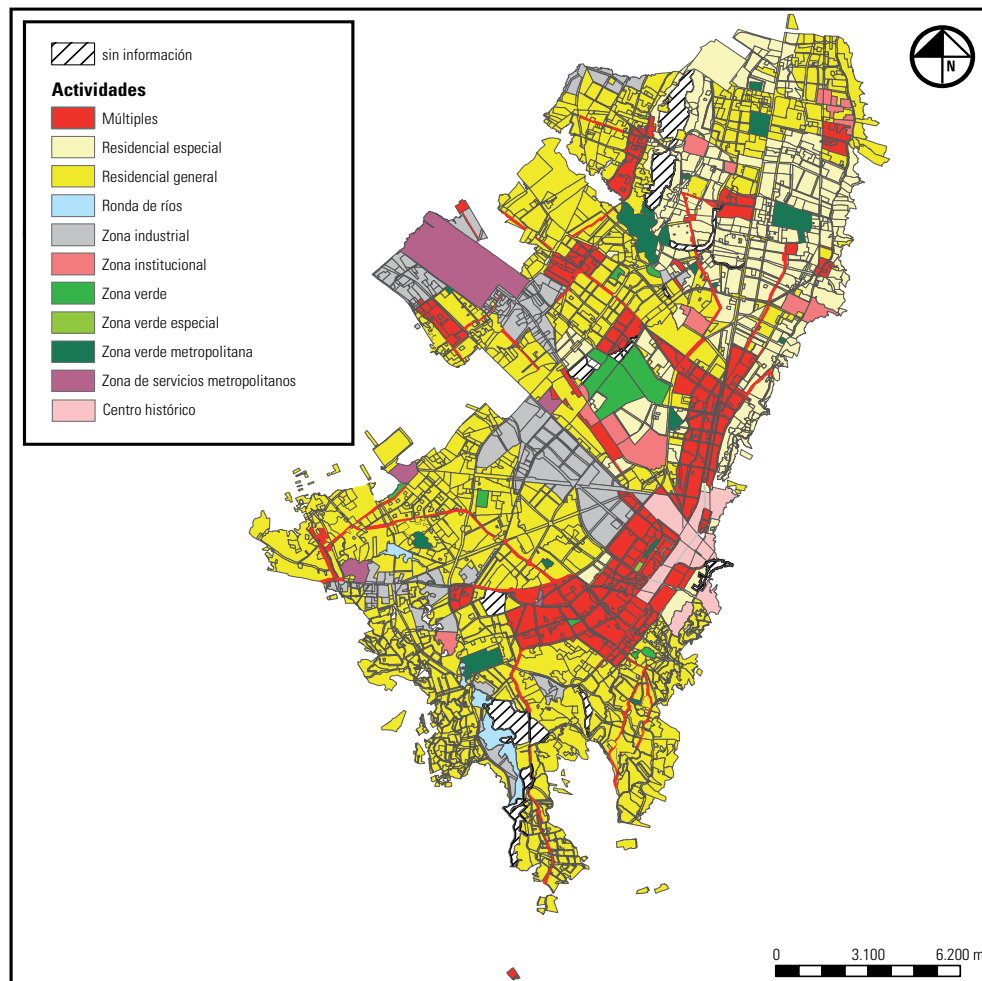 sin información
Actividades
Múltiples
Residencial especial
Residencial general
Ronda de ríos
Zona industrial
Zona institucional
Zona verde
Zona verde especial
Zona verde metropolitana
Zona de servicios metropolitanos
Centro histórico
N
0 3.100 6.200 m